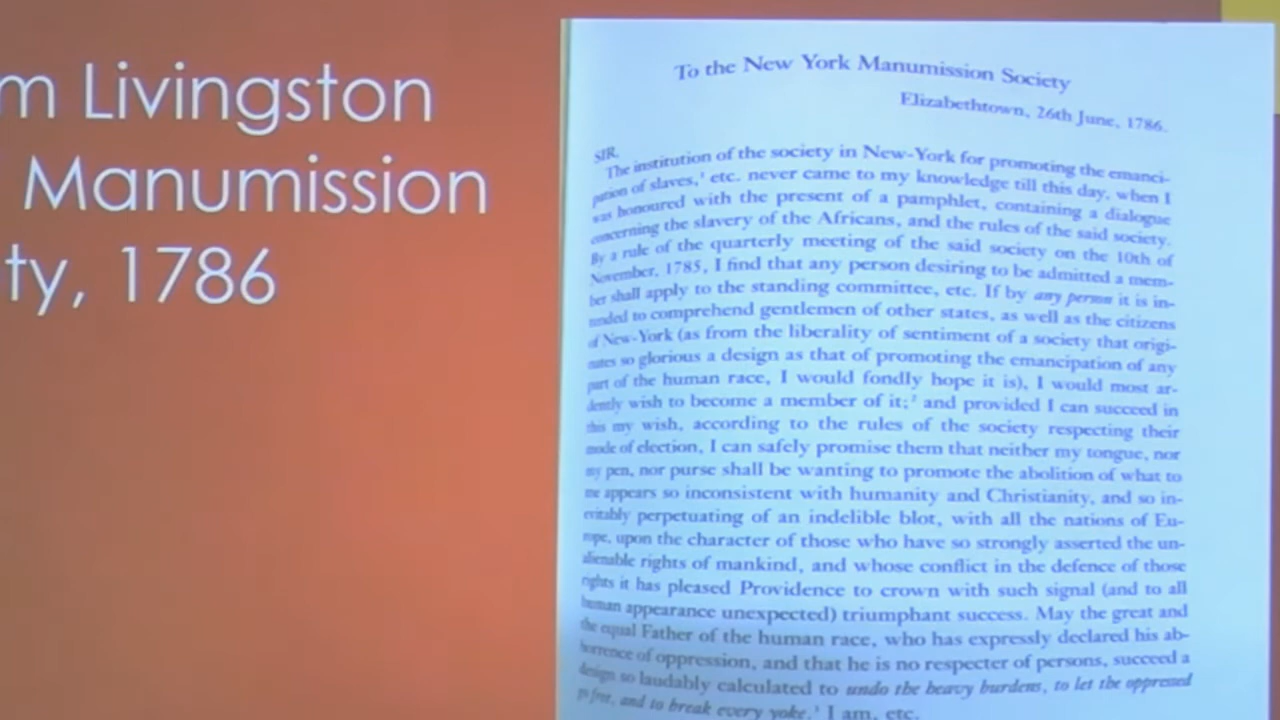 m Livingston
Manumission
ty, 1786
To the New York Manumission Society
Elizabethtown, 26th June, 1786.
SIR,
The institution of the society in New-York for promoting the emanci-
pation of slaves,¹ etc. never came to my knowledge till this day, when I
was honoured with the present of a pamphlet, containing a dialogue
concerning the slavery of the Africans, and the rules of the said society.
By a rule of the quarterly meeting of the said society on the 10th of
November, 1785, I find that any person desiring to be admitted a mem-
ber shall apply to the standing committee, etc. If by any person it is in-
tended to comprehend gentlemen of other states, as well as the citizens
of New-York (as from the liberality of sentiment of a society that origi-
nates so glorious a design as that of promoting the emancipation of any
part of the human race, I would fondly hope it is), I would most ar-
dently wish to become a member of it;² and provided I can succeed in
this my wish, according to the rules of the society respecting their
mode of election, I can safely promise them that neither my tongue, nor
my pen, nor purse shall be wanting to promote the abolition of what to
me appears so inconsistent with humanity and Christianity, and so in-
evitably perpetuating of an indelible blot, with all the nations of Eu-
rope, upon the character of those who have so strongly asserted the un-
alienable rights of mankind, and whose conflict in the defence of those
rights it has pleased Providence to crown with such signal (and to all
human appearance unexpected) triumphant success. May the great and
the equal Father of the human race, who has expressly declared his ab-
horrence of oppression, and that he is no respecter of persons, succeed a
design so laudably calculated to undo the heavy burdens, to let the oppressed
go free, and to break every yoke.³ I am, etc.